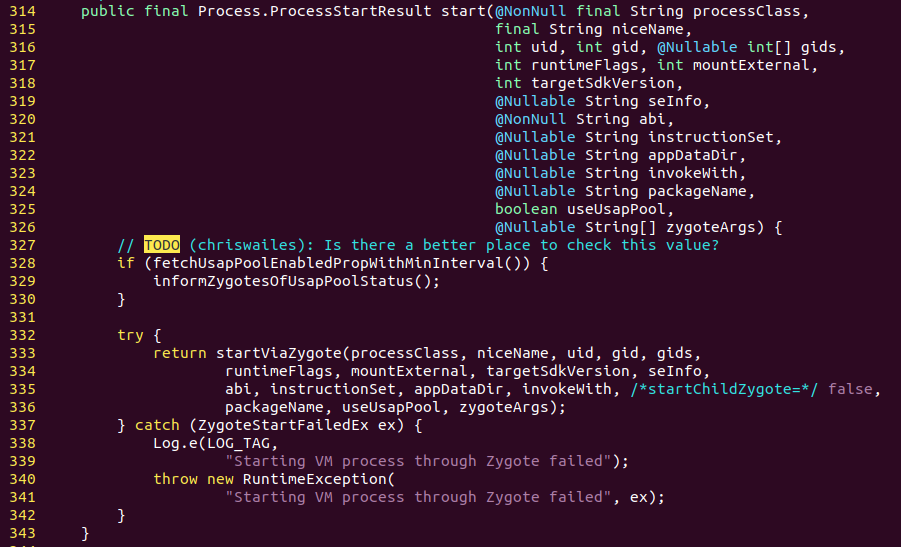 314     public final Process.ProcessStartResult start(@NonNull final String processClass,
315                                                   final String niceName,
316                                                   int uid, int gid, @Nullable int[] gids,
317                                                   int runtimeFlags, int mountExternal,
318                                                   int targetSdkVersion,
319                                                   @Nullable String seInfo,
320                                                   @NonNull String abi,
321                                                   @Nullable String instructionSet,
322                                                   @Nullable String appDataDir,
323                                                   @Nullable String invokeWith,
324                                                   @Nullable String packageName,
325                                                   boolean useUsapPool,
326                                                   @Nullable String[] zygoteArgs) {
327         // TODO (chriswailes): Is there a better place to check this value?
328         if (fetchUsapPoolEnabledPropWithMinInterval()) {
329             informZygotesOfUsapPoolStatus();
330         }
331
332         try {
333             return startViaZygote(processClass, niceName, uid, gid, gids,
334                     runtimeFlags, mountExternal, targetSdkVersion, seInfo,
335                     abi, instructionSet, appDataDir, invokeWith, /*startChildZygote=*/ false,
336                     packageName, useUsapPool, zygoteArgs);
337         } catch (ZygoteStartFailedEx ex) {
338             Log.e(LOG_TAG,
339                     "Starting VM process through Zygote failed");
340             throw new RuntimeException(
341                     "Starting VM process through Zygote failed", ex);
342         }
343     }